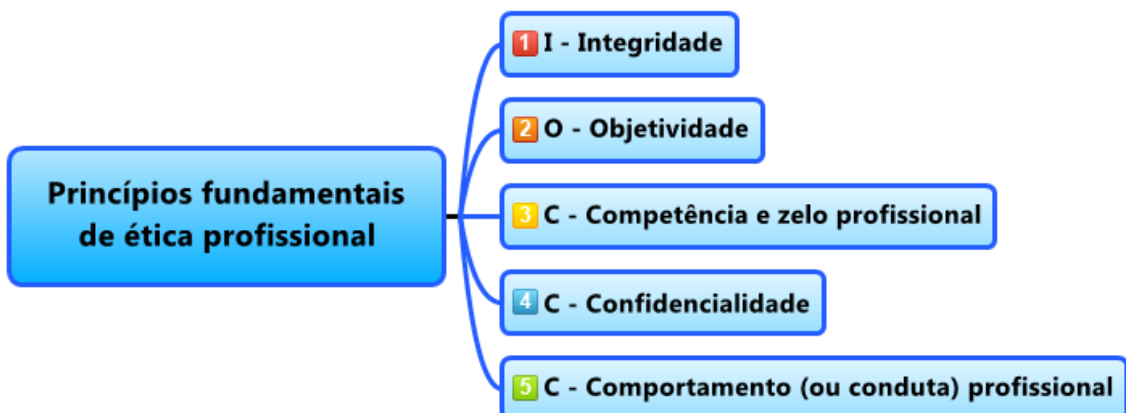 Princípios fundamentais
de ética profissional
1 I - Integridade
2 O - Objetividade
3 C - Competência e zelo profissional
4 C - Confidencialidade
5 C - Comportamento (ou conduta) profissional